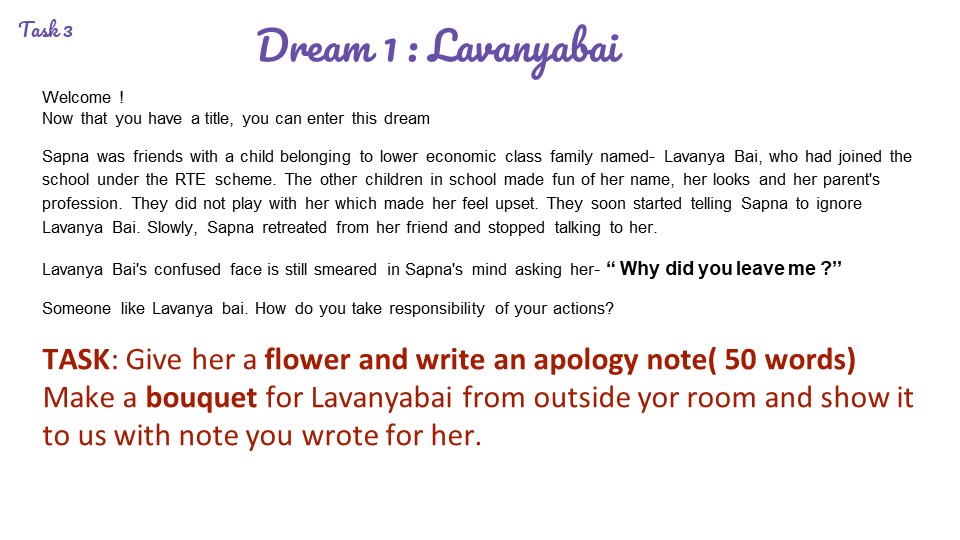 Task 3
Dream 1 : Lavanyabai
Welcome !
Now that you have a title, you can enter this dream
Sapna was friends with a child belonging to lower economic class family named- Lavanya Bai, who had joined the
school under the RTE scheme. The other children in school made fun of her name, her looks and her parent's
profession. They did not play with her which made her feel upset. They soon started telling Sapna to ignore
Lavanya Bai. Slowly, Sapna retreated from her friend and stopped talking to her.
Lavanya Bai's confused face is still smeared in Sapna's mind asking her- “ Why did you leave me ?”
Someone like Lavanya bai. How do you take responsibility of your actions?
TASK: Give her a flower and write an apology note( 50 words)
Make a bouquet for Lavanyabai from outside yor room and show it
to us with note you wrote for her.